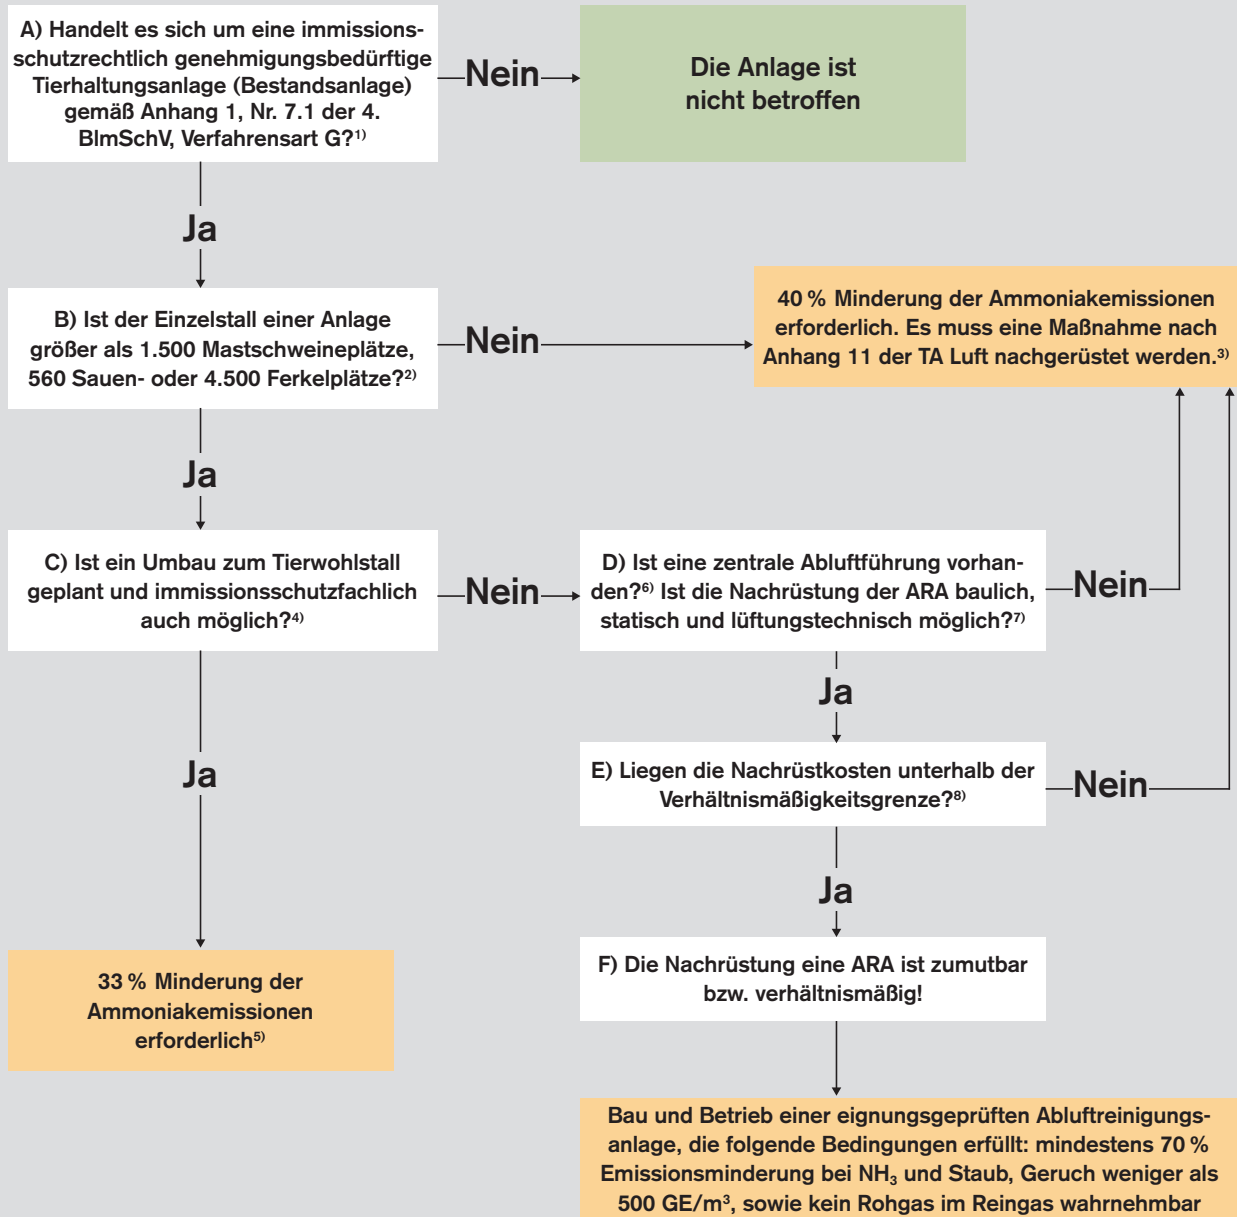 A) Handelt es sich um eine immissions-
schutzrechtlich genehmigungsbedürftige
Tierhaltungsanlage (Bestandsanlage)
gemäß Anhang 1, Nr. 7.1 der 4.
BImSchV, Verfahrensart G?¹⁾
Nein
Die Anlage ist
nicht betroffen
Ja
B) Ist der Einzelstall einer Anlage
größer als 1.500 Mastschweineplätze,
560 Sauen- oder 4.500 Ferkelplätze?²⁾
Nein
40 % Minderung der Ammoniakemissionen
erforderlich. Es muss eine Maßnahme nach
Anhang 11 der TA Luft nachgerüstet werden.³⁾
Ja
C) Ist ein Umbau zum Tierwohlstall
geplant und immissionsschutzfachlich
auch möglich?⁴⁾
Nein
D) Ist eine zentrale Abluftführung vorhan-
den?⁶⁾ Ist die Nachrüstung der ARA baulich,
statisch und lüftungstechnisch möglich?⁷⁾
Nein
Ja
E) Liegen die Nachrüstkosten unterhalb der
Verhältnismäßigkeitsgrenze?⁸⁾
Nein
Ja
Ja
F) Die Nachrüstung eine ARA ist zumutbar
bzw. verhältnismäßig!
33 % Minderung der
Ammoniakemissionen
erforderlich⁵⁾
Bau und Betrieb einer eignungsgeprüften Abluftreinigungs-
anlage, die folgende Bedingungen erfüllt: mindestens 70 %
Emissionsminderung bei NH₃ und Staub, Geruch weniger als
500 GE/m³, sowie kein Rohgas im Reingas wahrnehmbar